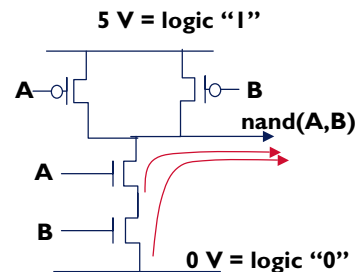 5 V = logic “1”
A
B
nand(A,B)
A
B
0 V = logic “0”